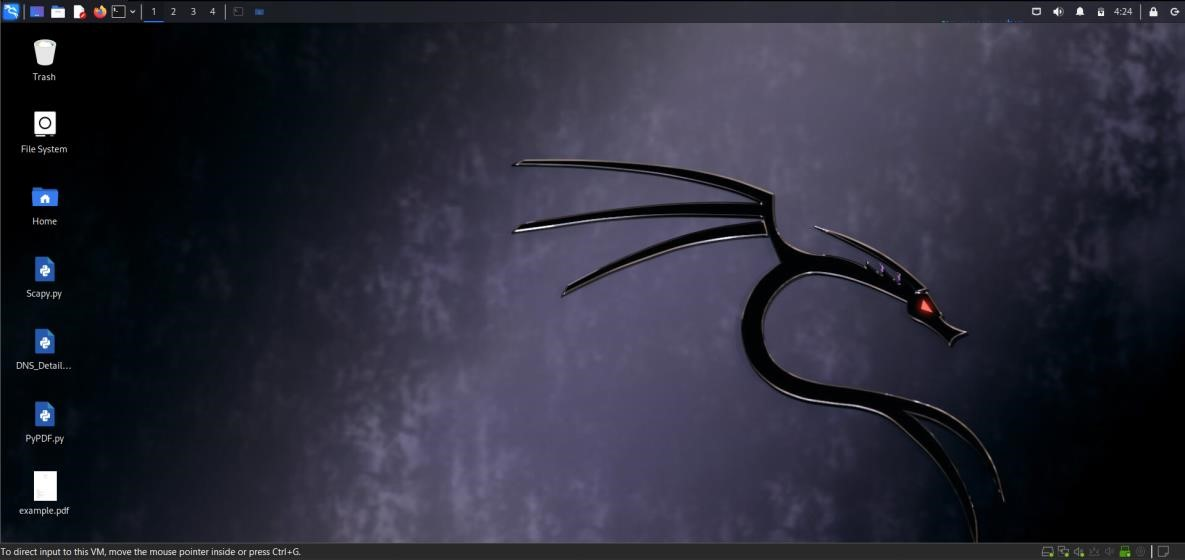 1 2 3 4
4:24
Trash
File System
Home
Scapy.py
DNS_Detail...
PyPDF.py
example.pdf
To direct input to this VM, move the mouse pointer inside or press Ctrl+G.